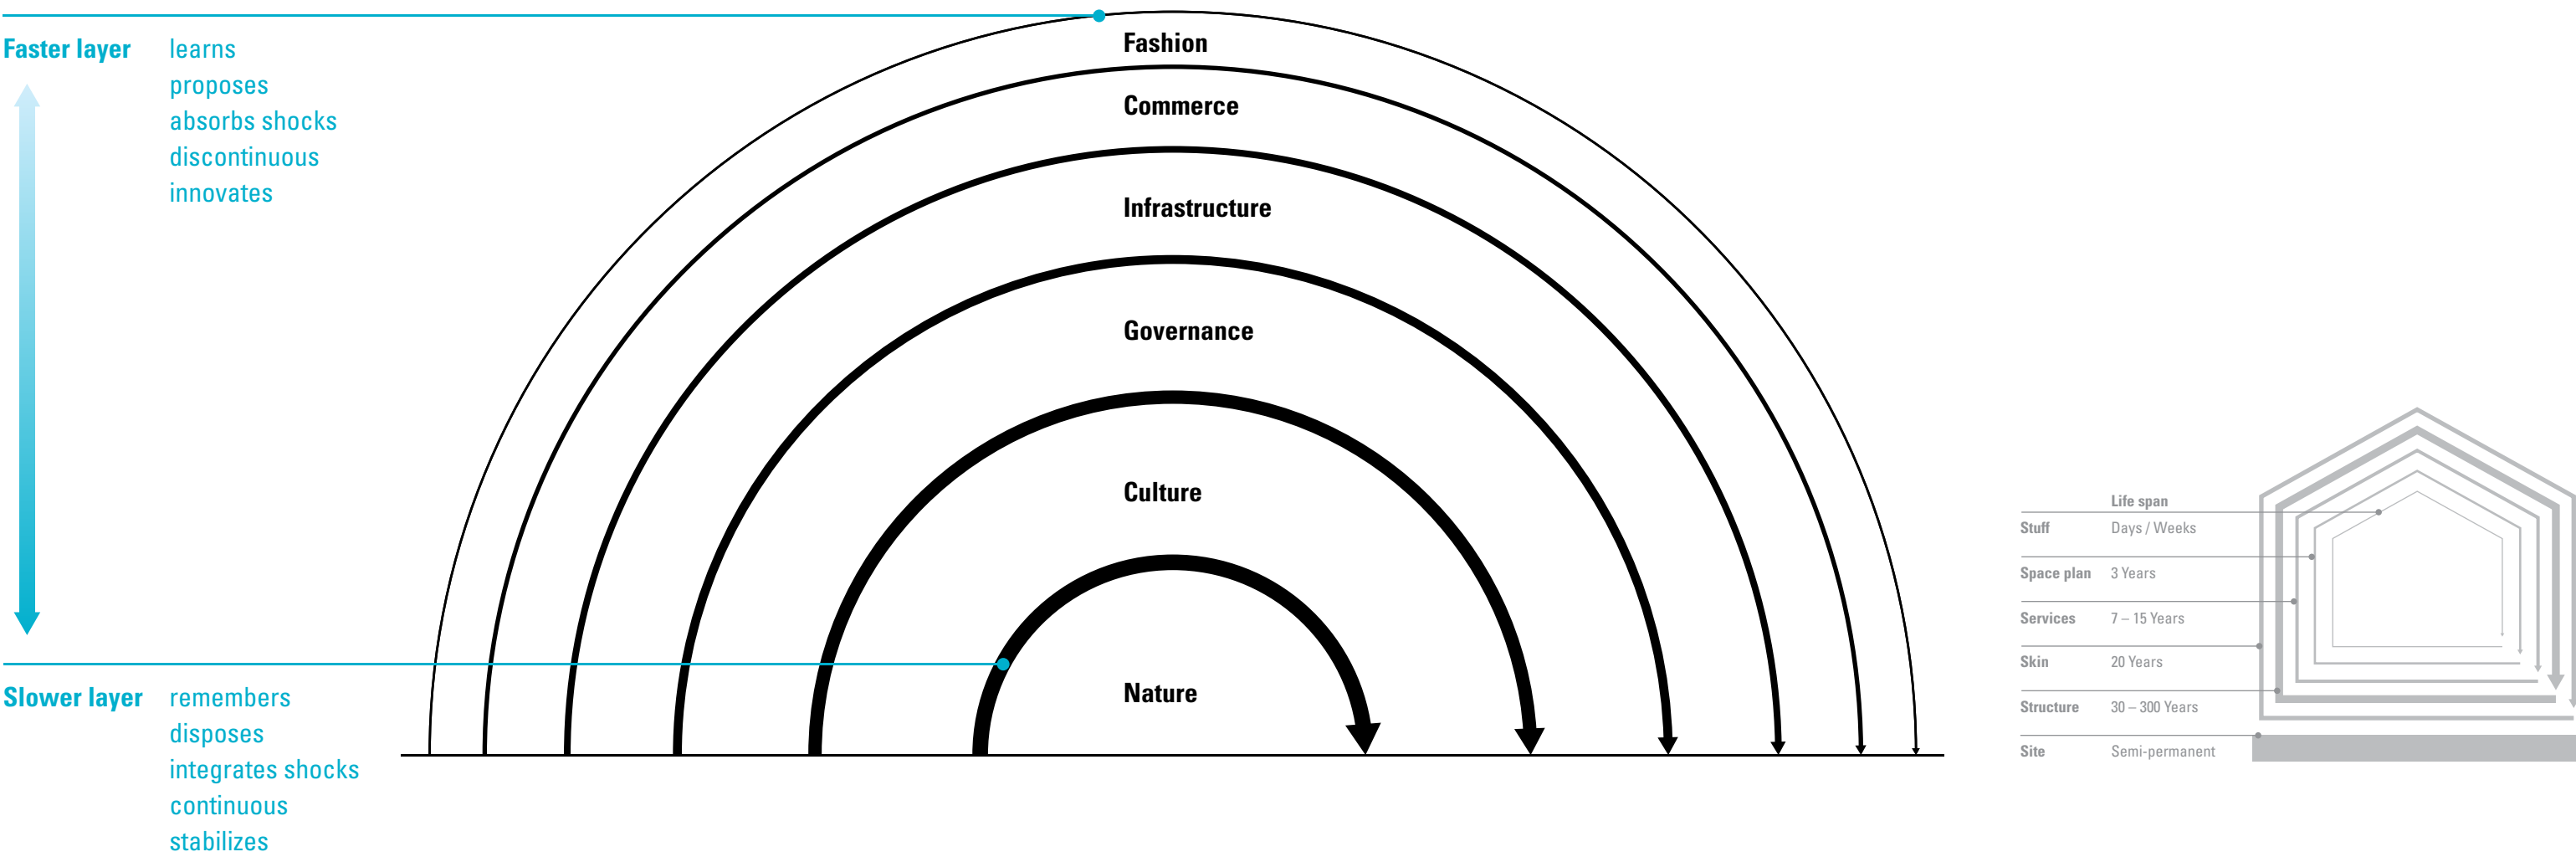 Faster layer
learns
proposes
absorbs shocks
discontinuous
innovates
Slower layer
remembers
disposes
integrates shocks
continuous
stabilizes
Fashion
Commerce
Infrastructure
Governance
Culture
Nature
Life span
Stuff Days / Weeks
Space plan 3 Years
Services 7 – 15 Years
Skin 20 Years
Structure 30 – 300 Years
Site Semi-permanent